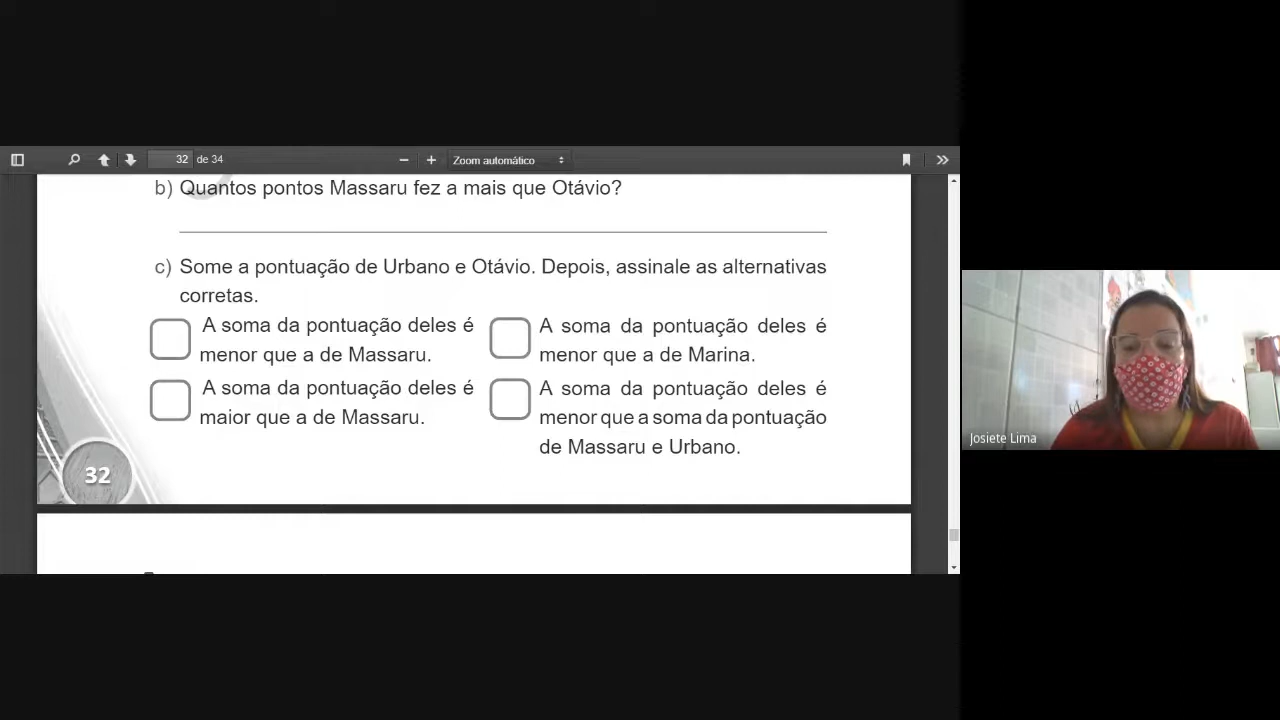 32 de 34
Zoom automático
b) Quantos pontos Massaru fez a mais que Otávio?
c) Some a pontuação de Urbano e Otávio. Depois, assinale as alternativas
corretas.
A soma da pontuação deles é
menor que a de Massaru.
A soma da pontuação deles é
menor que a de Marina.
A soma da pontuação deles é
maior que a de Massaru.
A soma da pontuação deles é
menor que a soma da pontuação
de Massaru e Urbano.
32
Josiete Lima